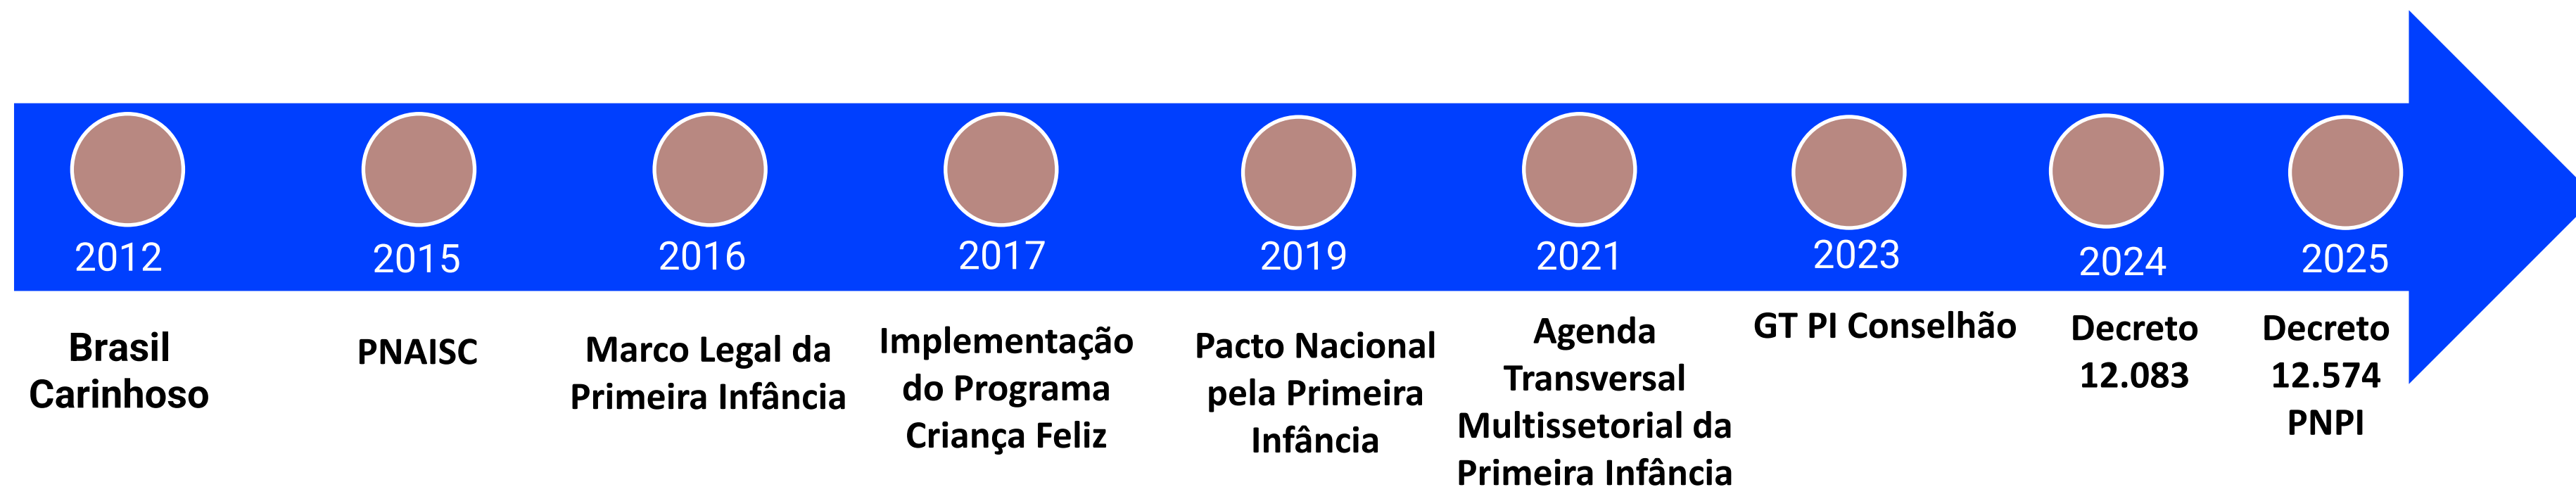 2012
2015
2016
2017
2019
2021
2023
2024
2025
Brasil
Carinhoso
PNAISC
Marco Legal da
Primeira Infância
Implementação
do Programa
Criança Feliz
Pacto Nacional
pela Primeira
Infância
Agenda
Transversal
Multissetorial da
Primeira Infância
GT PI Conselhão
Decreto
12.083
Decreto
12.574
PNPI